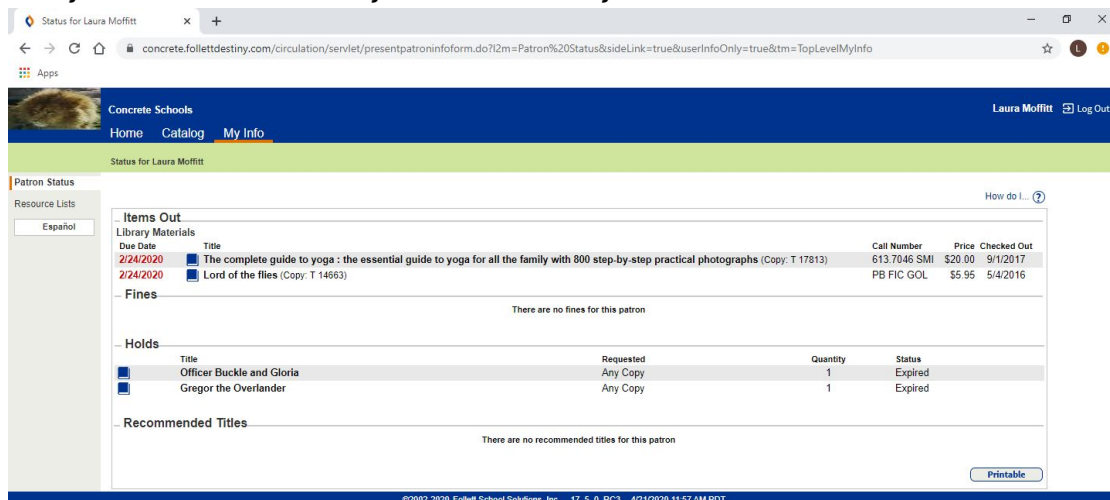 Status for Laura Moffitt
concrete.follettdestiny.com/circulation/servlet/presentpatroninfoform.do?l2m=Patron%20Status&sideLink=true&userInfoOnly=true&tm=TopLevelMyInfo
L
Apps
Concrete Schools
Laura Moffitt Log Out
Home Catalog My Info
Status for Laura Moffitt
Patron Status
How do I... ?
Resource Lists
Español
Items Out
Library Materials
Due Date Title Call Number Price Checked Out
2/24/2020 The complete guide to yoga : the essential guide to yoga for all the family with 800 step-by-step practical photographs (Copy: T 17813) 613.7046 SMI $20.00 9/1/2017
2/24/2020 Lord of the flies (Copy: T 14663) PB FIC GOL $5.95 5/4/2016
Fines
There are no fines for this patron
Holds
Title Requested Quantity Status
Officer Buckle and Gloria Any Copy 1 Expired
Gregor the Overlander Any Copy 1 Expired
Recommended Titles
There are no recommended titles for this patron
Printable
©2002-2020 Follett School Solutions, Inc. 17_5_0_RC3 4/21/2020 11:57 AM PDT